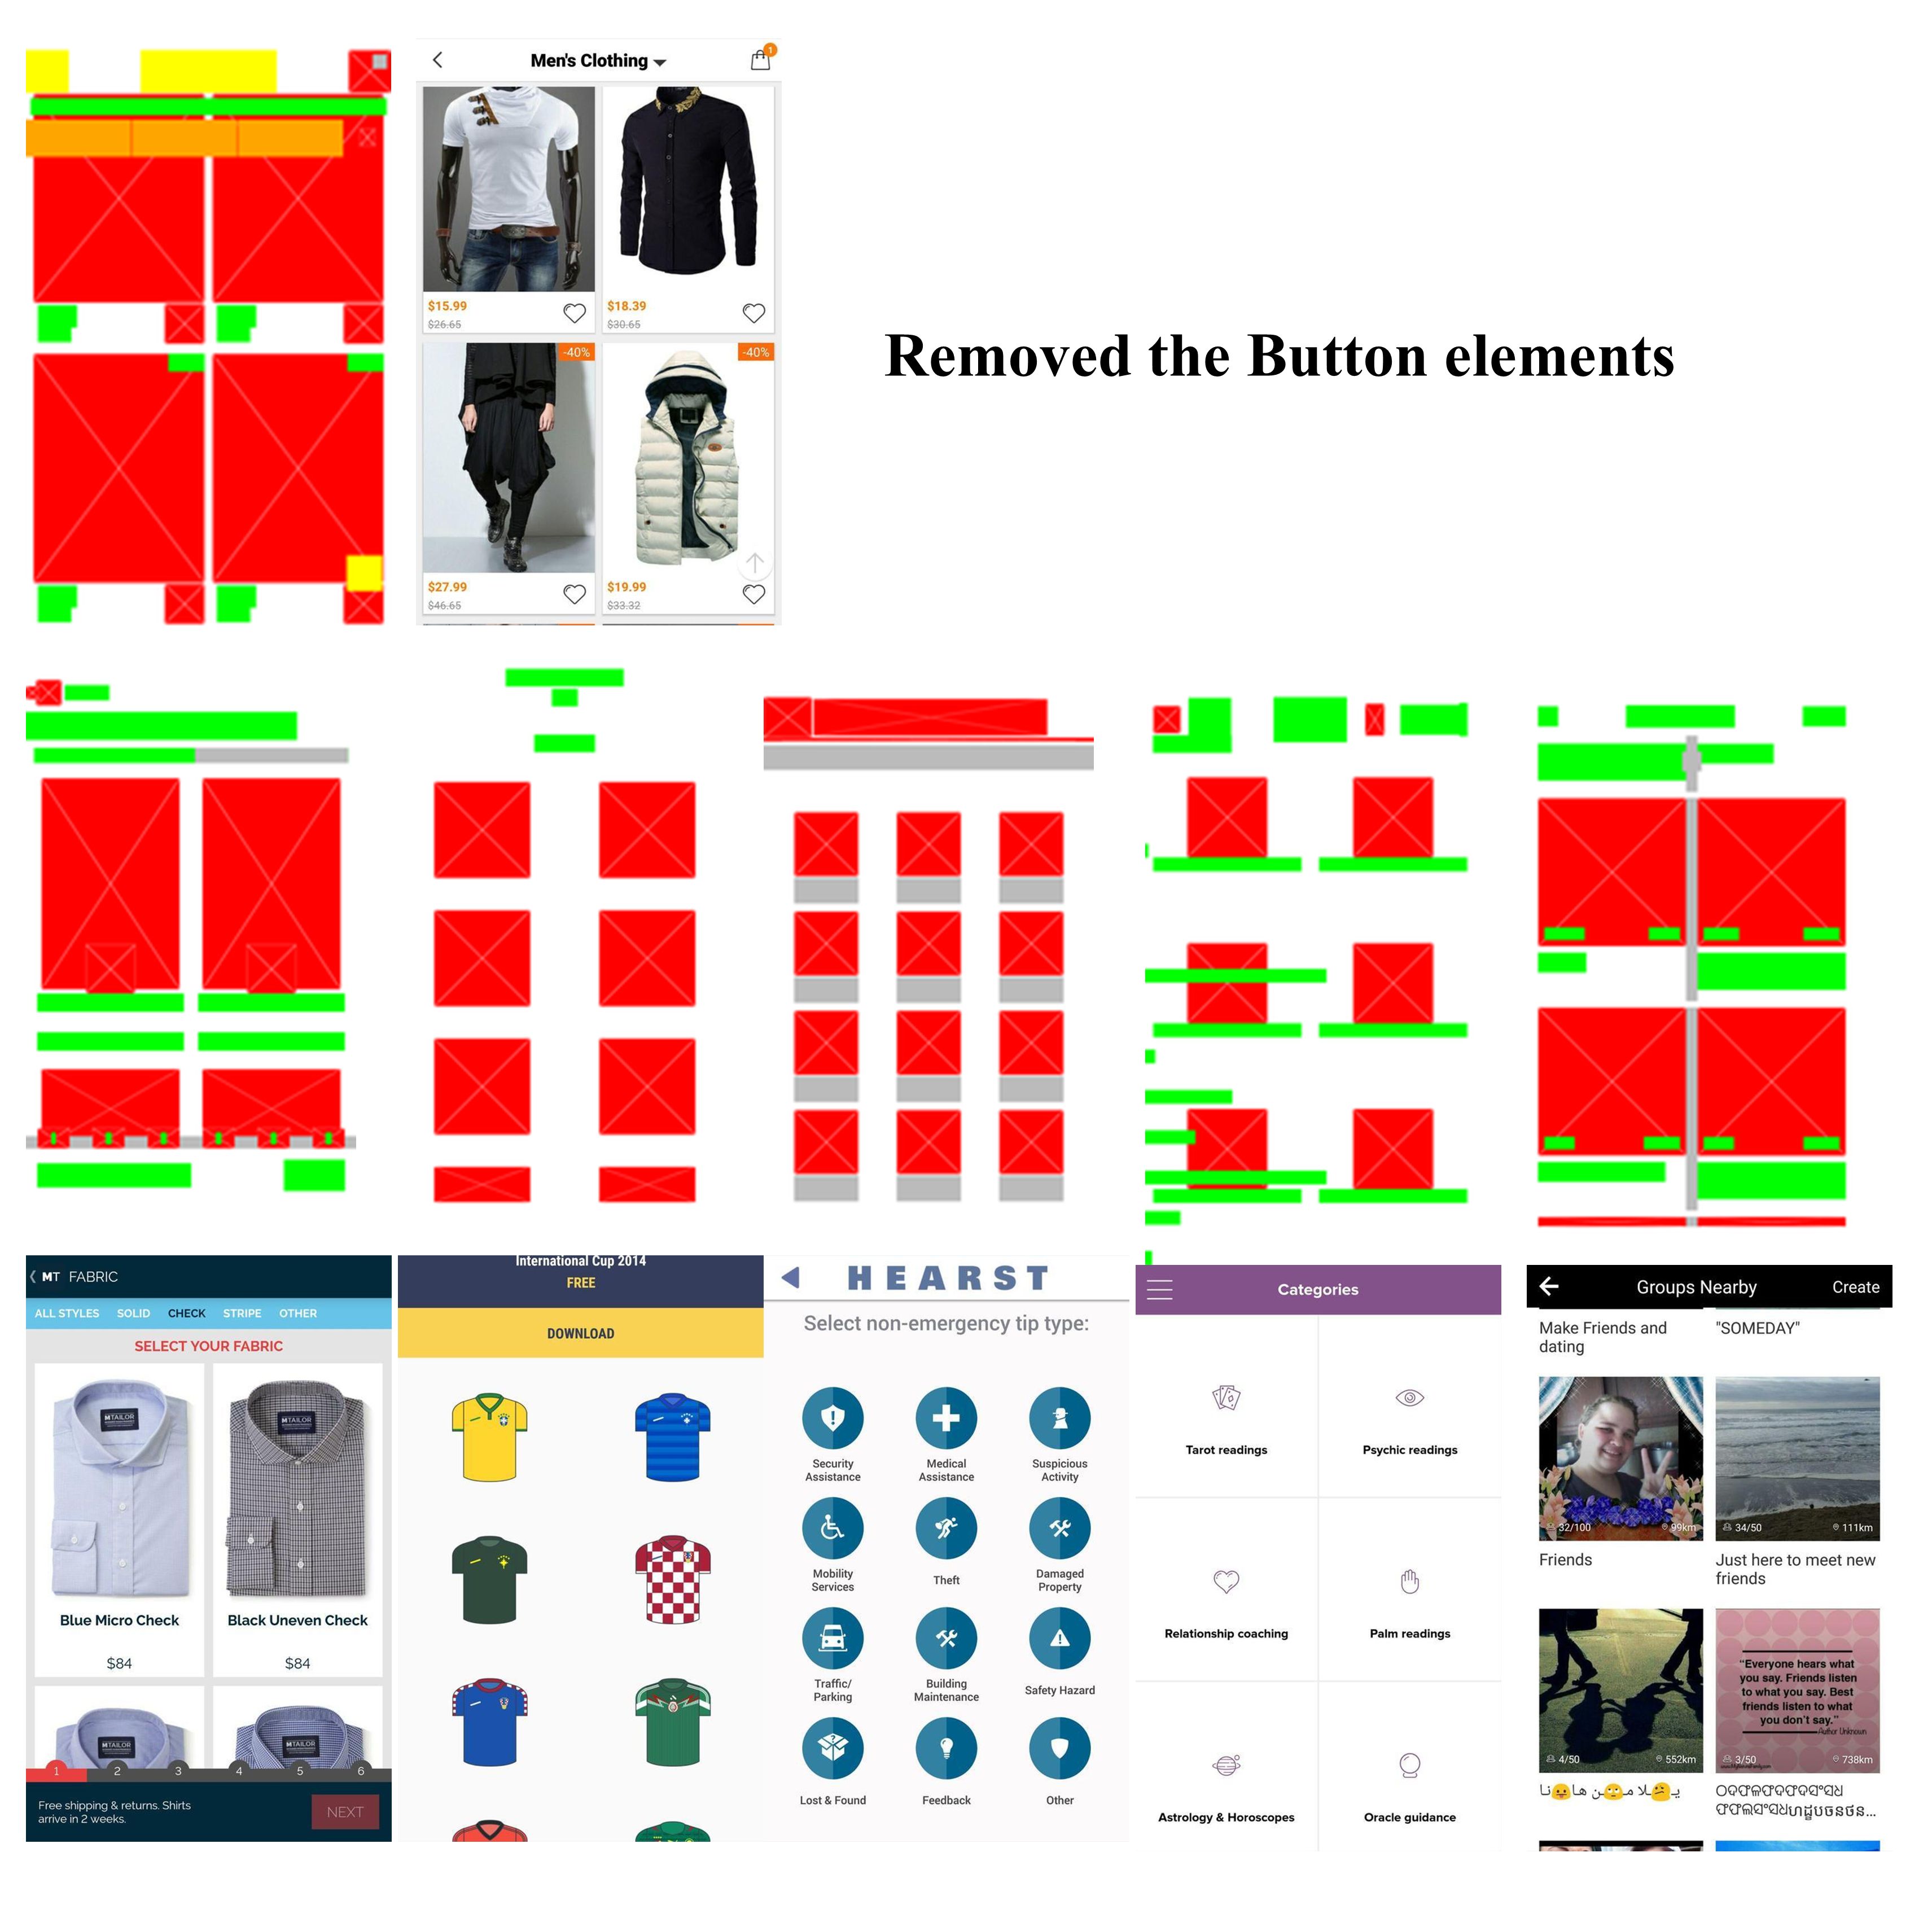 Men's Clothing
1
$15.99
$26.65
$18.39
$30.65
-40%
-40%
$27.99
$46.65
$19.99
$33.32
Removed the Button elements
MT FABRIC
ALL STYLES SOLID CHECK STRIPE OTHER
SELECT YOUR FABRIC
MTAILOR
MTAILOR
Blue Micro Check
Black Uneven Check
$84
$84
MTAILOR
MTAILOR
1 2 3 4 5 6
Free shipping & returns. Shirts
arrive in 2 weeks.
NEXT
International Cup 2014
FREE
DOWNLOAD
HEARST
Select non-emergency tip type:
Security
Assistance
Medical
Assistance
Suspicious
Activity
Mobility
Services
Theft
Damaged
Property
Traffic/
Parking
Building
Maintenance
Safety Hazard
Lost & Found
Feedback
Other
Categories
Tarot readings
Psychic readings
Relationship coaching
Palm readings
Astrology & Horoscopes
Oracle guidance
Groups Nearby
Create
Make Friends and
dating
"SOMEDAY"
32/100
99km
34/50
111km
Friends
Just here to meet new
friends
4/50
552km
"Everyone hears what
you say. Friends listen
to what you say. Best
friends listen to what
you don't say."
Author Unknown
3/50
738km